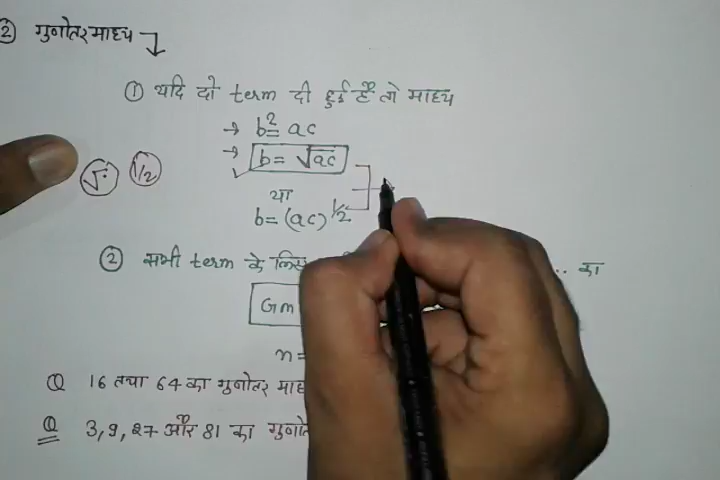 ② गुणोतर माध्य
① यदि दो term दी हुई हैं तो माध्य
→ b² = ac
→ b = √ac
√ 1/2
या
b = (ac)^1/2
② सभी term के लिए .. का
Gm
n =
Q 16 तथा 64 का गुणोतर
Q 3, 9, 27 और 81 का